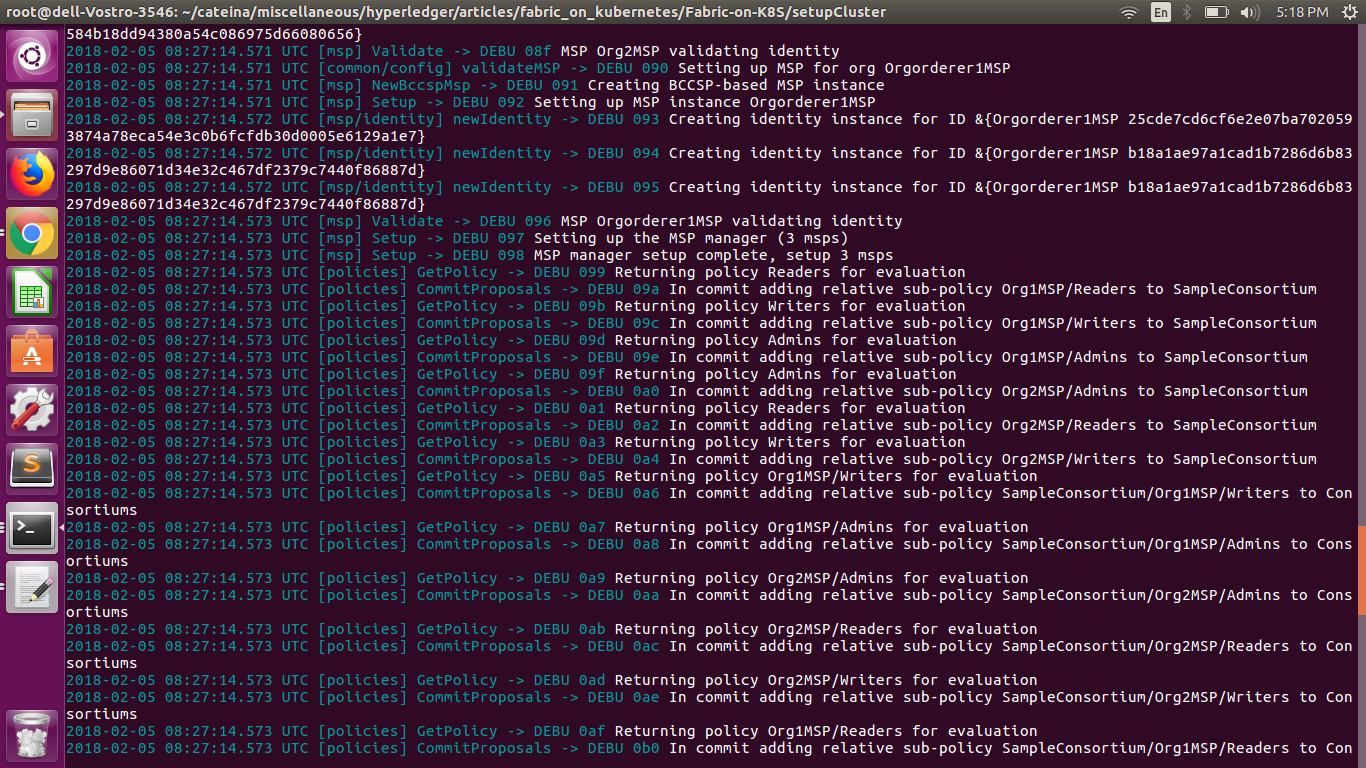 root@dell-Vostro-3546: ~/cateina/miscellaneous/hyperledger/articles/fabric_on_kubernetes/Fabric-on-K8S/setupCluster
En
5:18 PM
584b18dd94380a54c086975d66080656}
2018-02-05 08:27:14.571 UTC [msp] Validate -> DEBU 08f MSP Org2MSP validating identity
2018-02-05 08:27:14.571 UTC [common/config] validateMSP -> DEBU 090 Setting up MSP for org Orgorderer1MSP
2018-02-05 08:27:14.571 UTC [msp] NewBccspMsp -> DEBU 091 Creating BCCSP-based MSP instance
2018-02-05 08:27:14.571 UTC [msp] Setup -> DEBU 092 Setting up MSP instance Orgorderer1MSP
2018-02-05 08:27:14.572 UTC [msp/identity] newIdentity -> DEBU 093 Creating identity instance for ID &{Orgorderer1MSP 25cde7cd6cf6e2e07ba702059
3874a78eca54e3c0b6fcfdb30d0005e6129a1e7}
2018-02-05 08:27:14.572 UTC [msp/identity] newIdentity -> DEBU 094 Creating identity instance for ID &{Orgorderer1MSP b18a1ae97a1cad1b7286d6b83
297d9e86071d34e32c467df2379c7440f86887d}
2018-02-05 08:27:14.572 UTC [msp/identity] newIdentity -> DEBU 095 Creating identity instance for ID &{Orgorderer1MSP b18a1ae97a1cad1b7286d6b83
297d9e86071d34e32c467df2379c7440f86887d}
2018-02-05 08:27:14.573 UTC [msp] Validate -> DEBU 096 MSP Orgorderer1MSP validating identity
2018-02-05 08:27:14.573 UTC [msp] Setup -> DEBU 097 Setting up the MSP manager (3 msps)
2018-02-05 08:27:14.573 UTC [msp] Setup -> DEBU 098 MSP manager setup complete, setup 3 msps
2018-02-05 08:27:14.573 UTC [policies] GetPolicy -> DEBU 099 Returning policy Readers for evaluation
2018-02-05 08:27:14.573 UTC [policies] CommitProposals -> DEBU 09a In commit adding relative sub-policy Org1MSP/Readers to SampleConsortium
2018-02-05 08:27:14.573 UTC [policies] GetPolicy -> DEBU 09b Returning policy Writers for evaluation
2018-02-05 08:27:14.573 UTC [policies] CommitProposals -> DEBU 09c In commit adding relative sub-policy Org1MSP/Writers to SampleConsortium
2018-02-05 08:27:14.573 UTC [policies] GetPolicy -> DEBU 09d Returning policy Admins for evaluation
2018-02-05 08:27:14.573 UTC [policies] CommitProposals -> DEBU 09e In commit adding relative sub-policy Org1MSP/Admins to SampleConsortium
2018-02-05 08:27:14.573 UTC [policies] GetPolicy -> DEBU 09f Returning policy Admins for evaluation
2018-02-05 08:27:14.573 UTC [policies] CommitProposals -> DEBU 0a0 In commit adding relative sub-policy Org2MSP/Admins to SampleConsortium
2018-02-05 08:27:14.573 UTC [policies] GetPolicy -> DEBU 0a1 Returning policy Readers for evaluation
2018-02-05 08:27:14.573 UTC [policies] CommitProposals -> DEBU 0a2 In commit adding relative sub-policy Org2MSP/Readers to SampleConsortium
2018-02-05 08:27:14.573 UTC [policies] GetPolicy -> DEBU 0a3 Returning policy Writers for evaluation
2018-02-05 08:27:14.573 UTC [policies] CommitProposals -> DEBU 0a4 In commit adding relative sub-policy Org2MSP/Writers to SampleConsortium
2018-02-05 08:27:14.573 UTC [policies] GetPolicy -> DEBU 0a5 Returning policy Org1MSP/Writers for evaluation
2018-02-05 08:27:14.573 UTC [policies] CommitProposals -> DEBU 0a6 In commit adding relative sub-policy SampleConsortium/Org1MSP/Writers to Con
sortiums
2018-02-05 08:27:14.573 UTC [policies] GetPolicy -> DEBU 0a7 Returning policy Org1MSP/Admins for evaluation
2018-02-05 08:27:14.573 UTC [policies] CommitProposals -> DEBU 0a8 In commit adding relative sub-policy SampleConsortium/Org1MSP/Admins to Cons
ortiums
2018-02-05 08:27:14.573 UTC [policies] GetPolicy -> DEBU 0a9 Returning policy Org2MSP/Admins for evaluation
2018-02-05 08:27:14.573 UTC [policies] CommitProposals -> DEBU 0aa In commit adding relative sub-policy SampleConsortium/Org2MSP/Admins to Cons
ortiums
2018-02-05 08:27:14.573 UTC [policies] GetPolicy -> DEBU 0ab Returning policy Org2MSP/Readers for evaluation
2018-02-05 08:27:14.573 UTC [policies] CommitProposals -> DEBU 0ac In commit adding relative sub-policy SampleConsortium/Org2MSP/Readers to Con
sortiums
2018-02-05 08:27:14.573 UTC [policies] GetPolicy -> DEBU 0ad Returning policy Org2MSP/Writers for evaluation
2018-02-05 08:27:14.573 UTC [policies] CommitProposals -> DEBU 0ae In commit adding relative sub-policy SampleConsortium/Org2MSP/Writers to Con
sortiums
2018-02-05 08:27:14.573 UTC [policies] GetPolicy -> DEBU 0af Returning policy Org1MSP/Readers for evaluation
2018-02-05 08:27:14.573 UTC [policies] CommitProposals -> DEBU 0b0 In commit adding relative sub-policy SampleConsortium/Org1MSP/Readers to Con